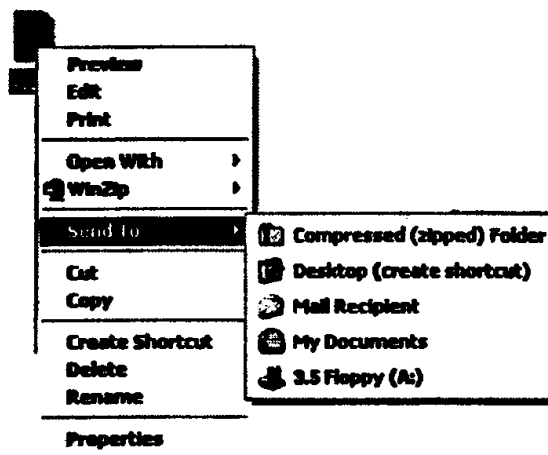 Preview
Edit
Print
Open With
WinZip
Send To
Cut
Copy
Create Shortcut
Delete
Rename
Properties
Compressed (zipped) Folder
Desktop (create shortcut)
Mail Recipient
My Documents
3.5 Floppy (A:)